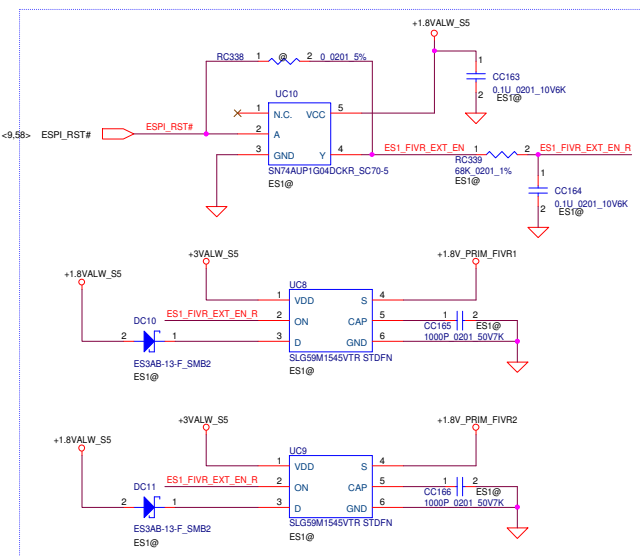 +1.8VALW_S5
RC338 1 @ 2 0_0201_5%
1
CC163
0.1U_0201_10V6K
2 ES1@
UC10
1 N.C. VCC 5
<9,58> ESPI_RST# ESPI_RST# 2 A
3 GND Y 4 ES1_FIVR_EXT_EN 1 2 ES1_FIVR_EXT_EN_R
SN74AUP1G04DCKR_SC70-5
ES1@
RC339
68K_0201_1%
ES1@
1
CC164
0.1U_0201_10V6K
2 ES1@
+3VALW_S5 +1.8V_PRIM_FIVR1
+1.8VALW_S5
UC8
1 VDD S 4
DC10 ES1_FIVR_EXT_EN_R 2 ON CAP 5 1 2 ES1@
CC165
1000P_0201_50V7K
2 1 3 D GND 6
ES3AB-13-F_SMB2 SLG59M1545VTR STDFN
ES1@ ES1@
+3VALW_S5 +1.8V_PRIM_FIVR2
+1.8VALW_S5
UC9
1 VDD S 4
DC11 ES1_FIVR_EXT_EN_R 2 ON CAP 5 1 2 ES1@
CC166
1000P_0201_50V7K
2 1 3 D GND 6
ES3AB-13-F_SMB2 SLG59M1545VTR STDFN
ES1@ ES1@